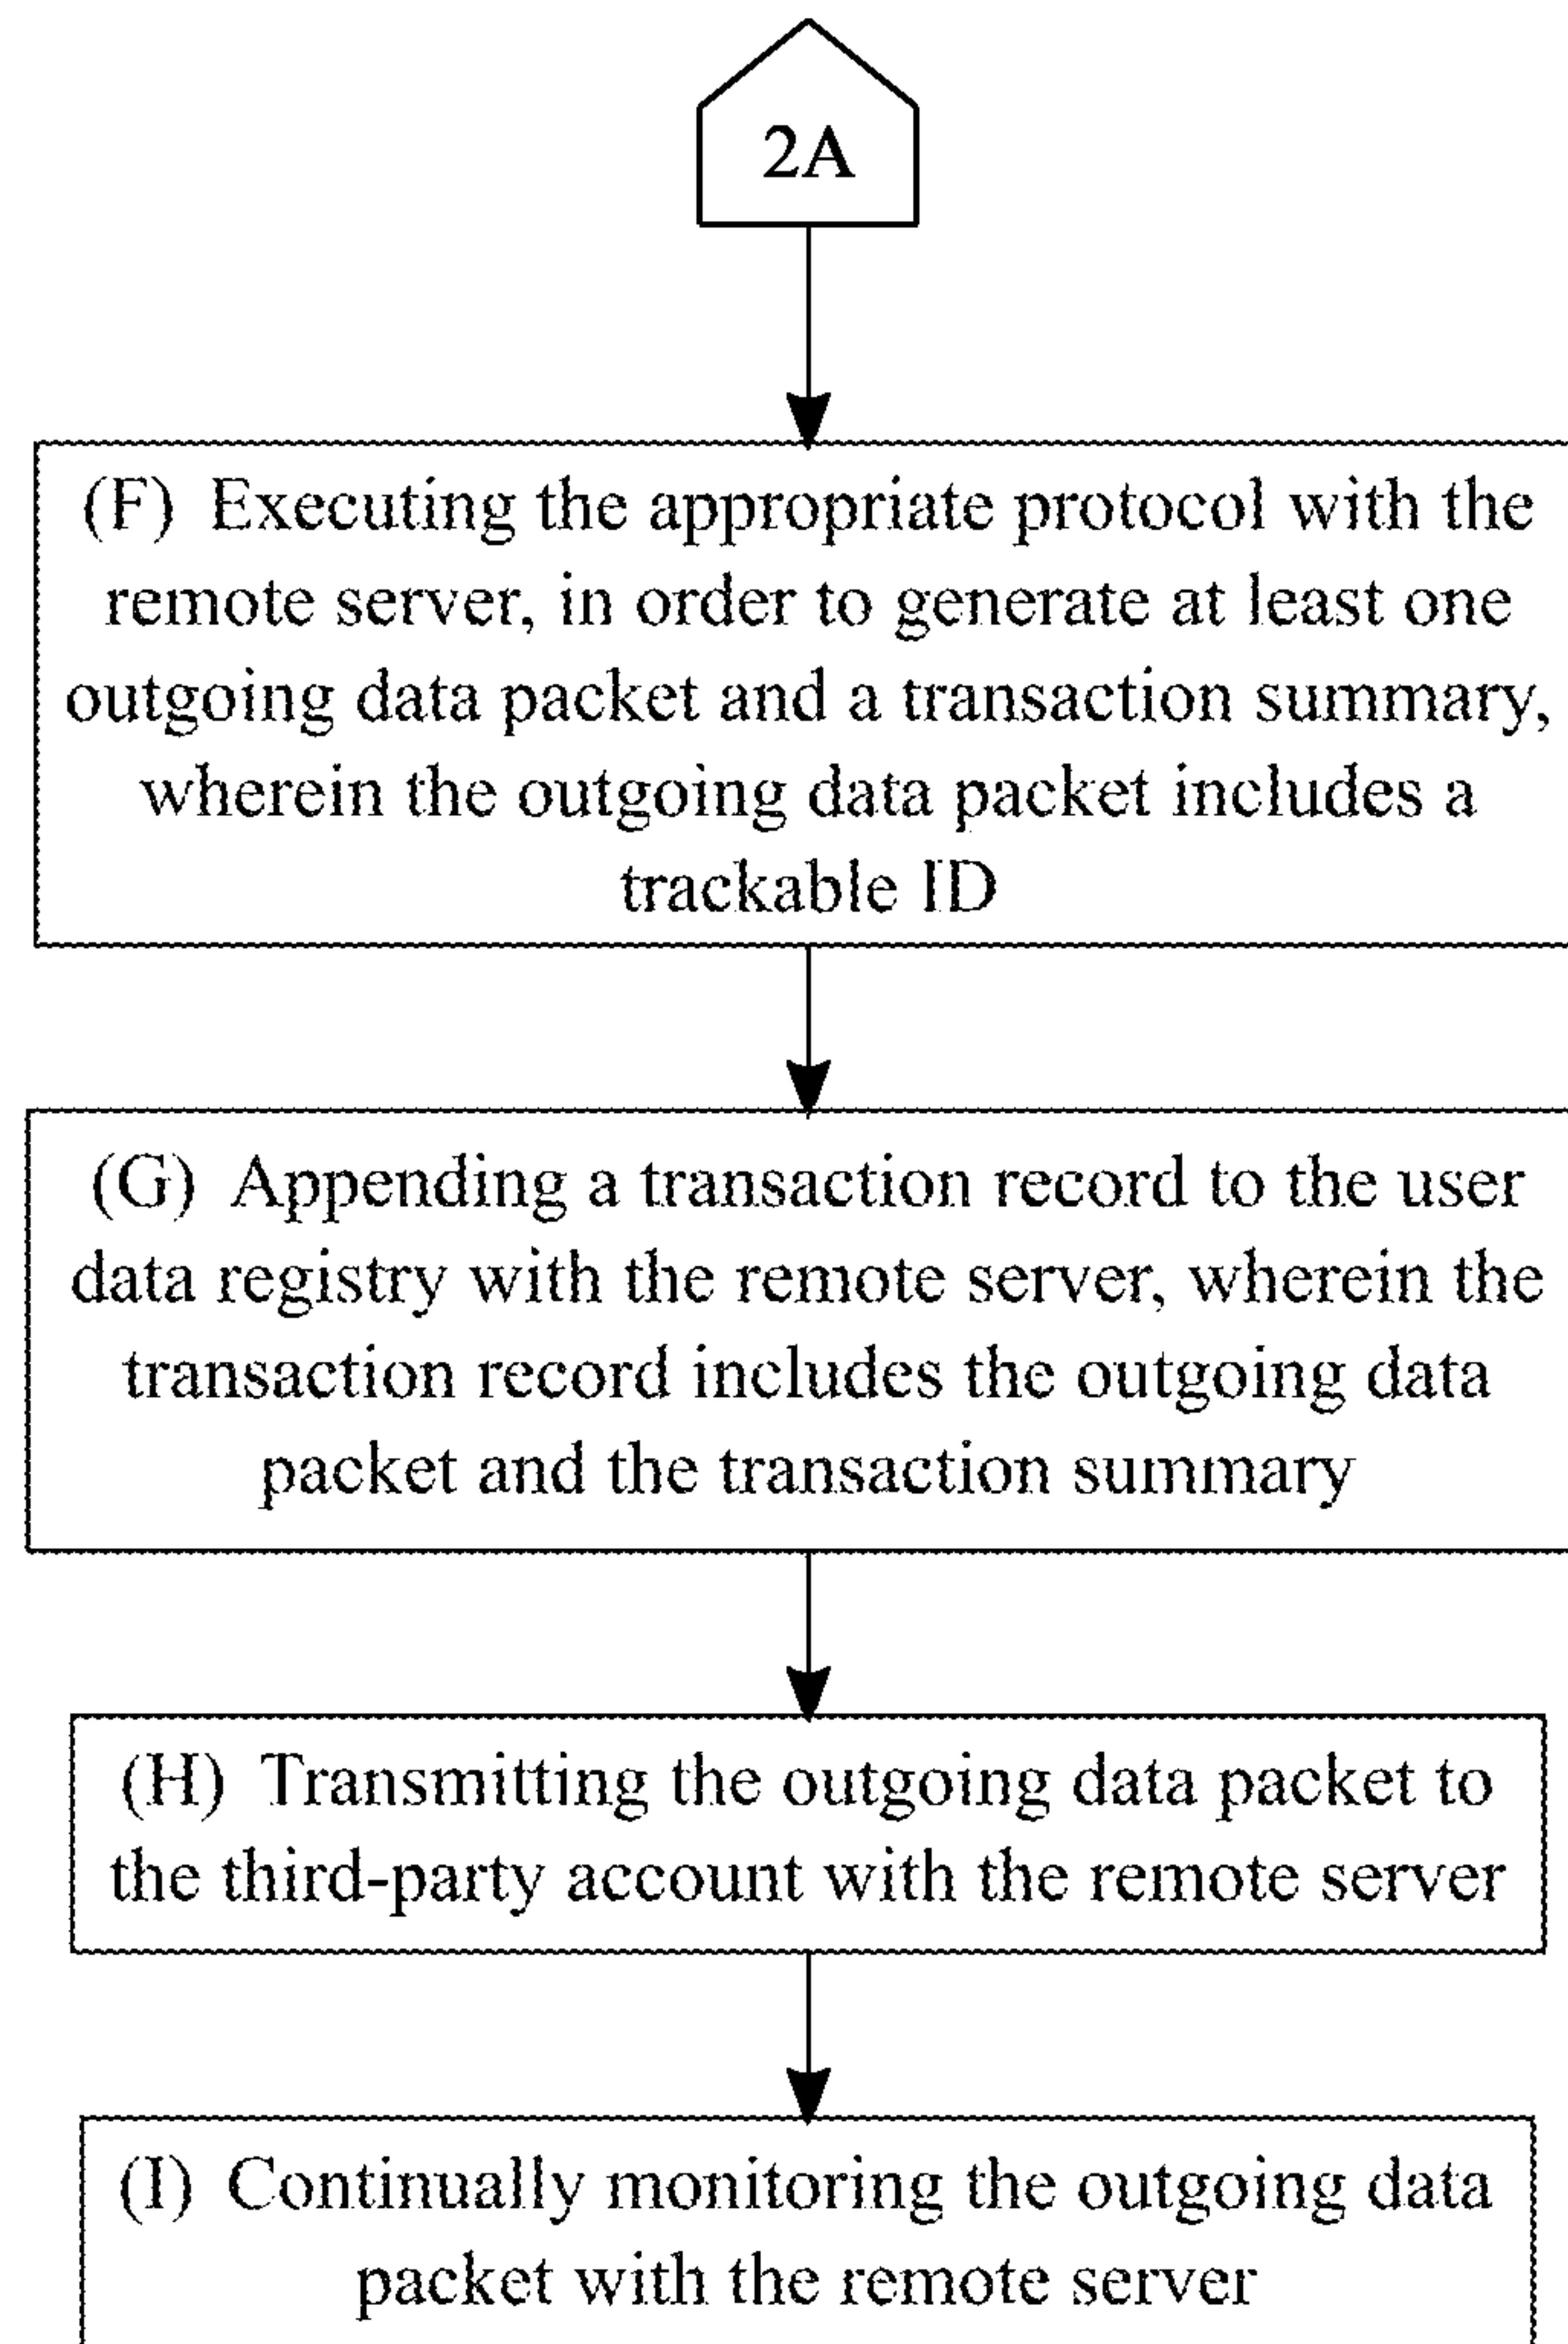 2A
(F) Executing the appropriate protocol with the
remote server, in order to generate at least one
outgoing data packet and a transaction summary,
wherein the outgoing data packet includes a
trackable ID
(G) Appending a transaction record to the user
data registry with the remote server, wherein the
transaction record includes the outgoing data
packet and the transaction summary
(H) Transmitting the outgoing data packet to
the third-party account with the remote server
(I) Continually monitoring the outgoing data
packet with the remote server